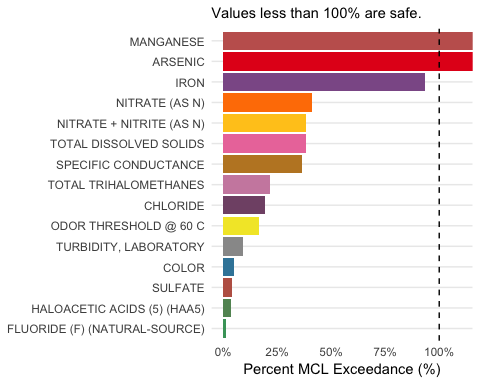 Values less than 100% are safe.
MANGANESE
ARSENIC
IRON
NITRATE (AS N)
NITRATE + NITRITE (AS N)
TOTAL DISSOLVED SOLIDS
SPECIFIC CONDUCTANCE
TOTAL TRIHALOMETHANES
CHLORIDE
ODOR THRESHOLD @ 60 C
TURBIDITY, LABORATORY
COLOR
SULFATE
HALOACETIC ACIDS (5) (HAA5)
FLUORIDE (F) (NATURAL-SOURCE)
0% 25% 50% 75% 100%
Percent MCL Exceedance (%)